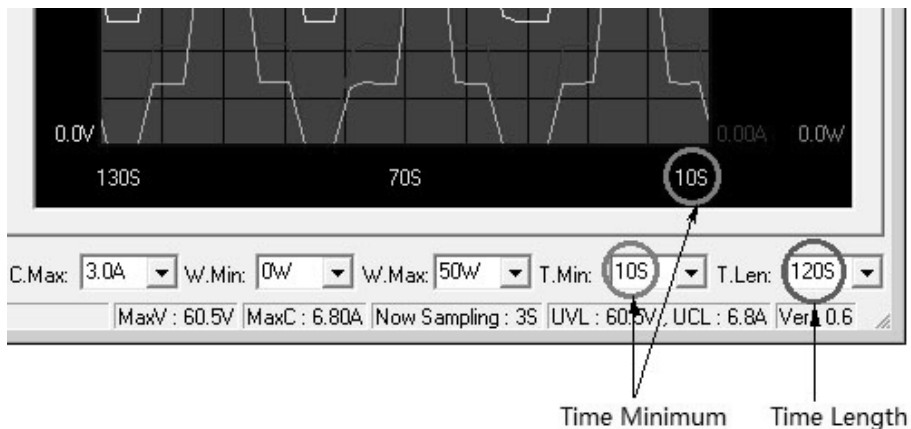 0.0V 0.00A 0.0W
130S 70S 10S
C.Max: 3.0A W.Min: 0W W.Max: 50W T.Min: 10S T.Len: 120S
MaxV : 60.5V MaxC : 6.80A Now Sampling : 3S UVL : 60.5V, UCL : 6.8A Ver. 0.6
Time Minimum Time Length